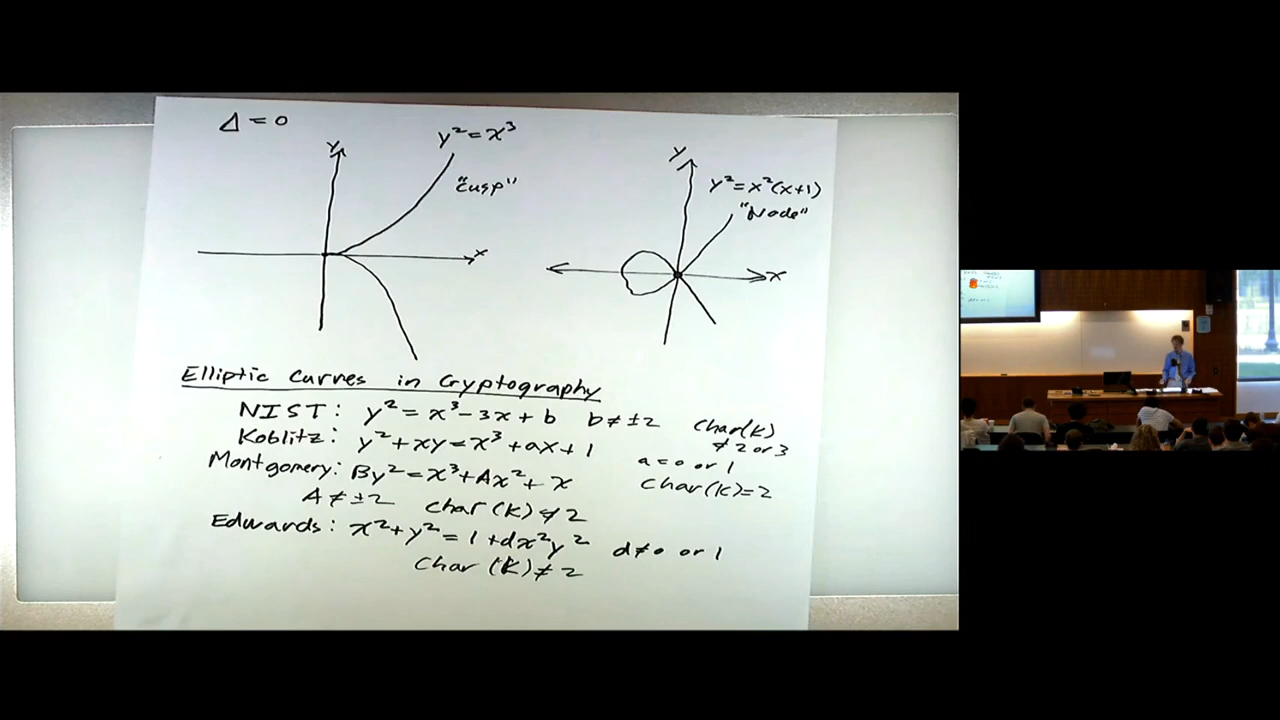 Δ = 0
y
y² = x³
"Cusp"
x
y
y² = x²(x+1)
"Node"
x
Elliptic Curves in Cryptography
NIST: y² = x³ - 3x + b b ≠ ±2 char(K) ≠ 2 or 3
Koblitz: y² + xy = x³ + ax + 1 a = 0 or 1 char(K) = 2
Montgomery: By² = x³ + Ax² + x
A ≠ ±2 char(K) ≠ 2
Edwards: x² + y² = 1 + dx²y² d ≠ 0 or 1
Char (K) ≠ 2